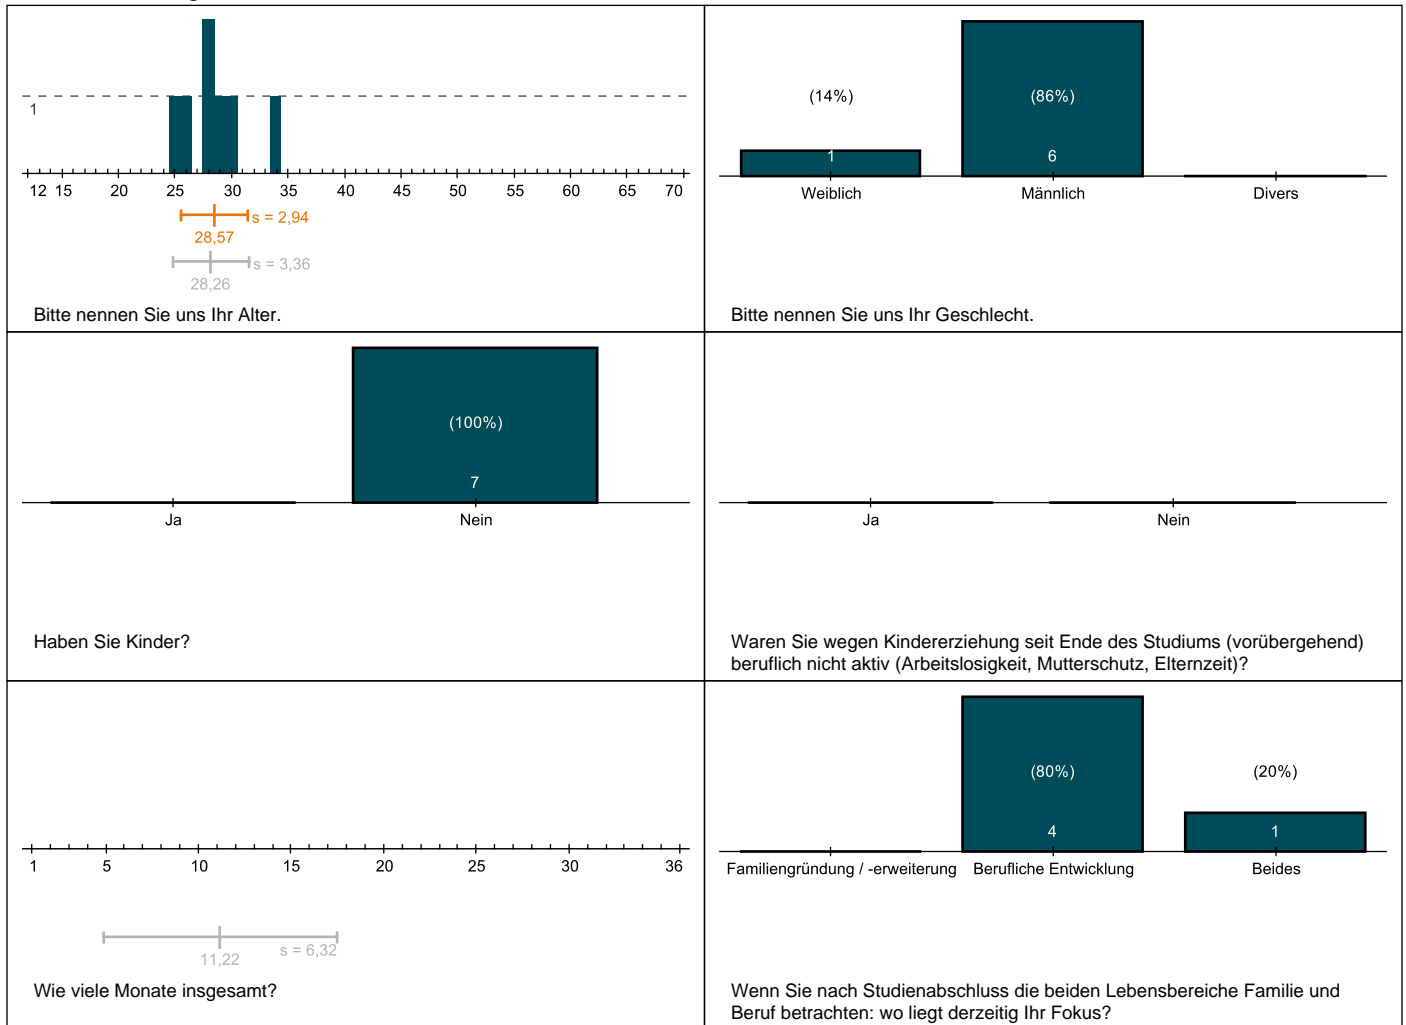 1
12 15 20 25 30 35 40 45 50 55 60 65 70
s = 2,94
28,57
s = 3,36
28,26
Bitte nennen Sie uns Ihr Alter.
(14%) (86%)
1 6
Weiblich Männlich Divers
Bitte nennen Sie uns Ihr Geschlecht.
(100%)
7
Ja Nein
Haben Sie Kinder?
Ja Nein
Waren Sie wegen Kindererziehung seit Ende des Studiums (vorübergehend)
beruflich nicht aktiv (Arbeitslosigkeit, Mutterschutz, Elternzeit)?
1 5 10 15 20 25 30 36
s = 6,32
11,22
Wie viele Monate insgesamt?
(80%) (20%)
4 1
Familiengründung / -erweiterung Berufliche Entwicklung Beides
Wenn Sie nach Studienabschluss die beiden Lebensbereiche Familie und
Beruf betrachten: wo liegt derzeitig Ihr Fokus?